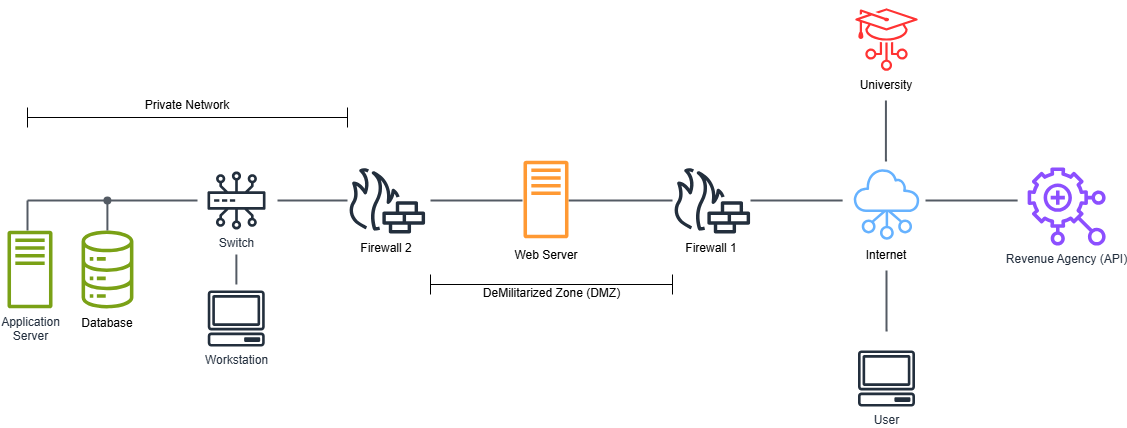 University
Private Network
Switch
Firewall 2
Web Server
Firewall 1
Internet
Revenue Agency (API)
DeMilitarized Zone (DMZ)
Application
Server
Database
Workstation
User